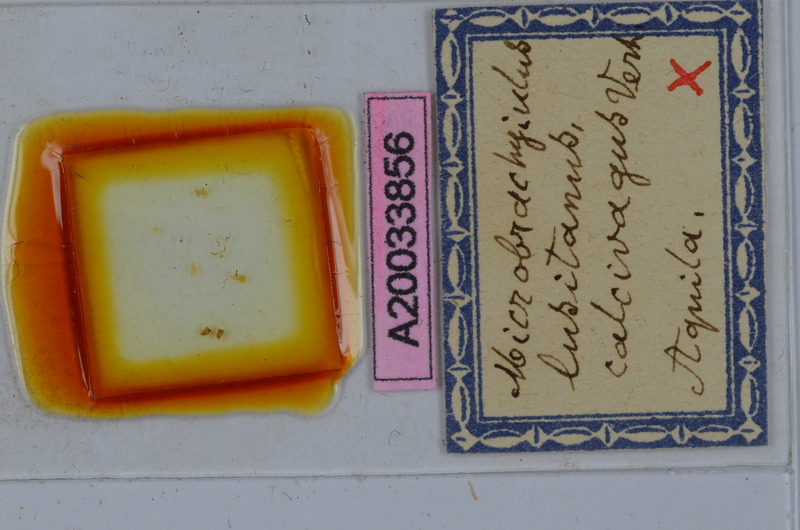 Microbrachyiulus
lusitanus,
calcivagus Verh
Aquila.
X
A20033856